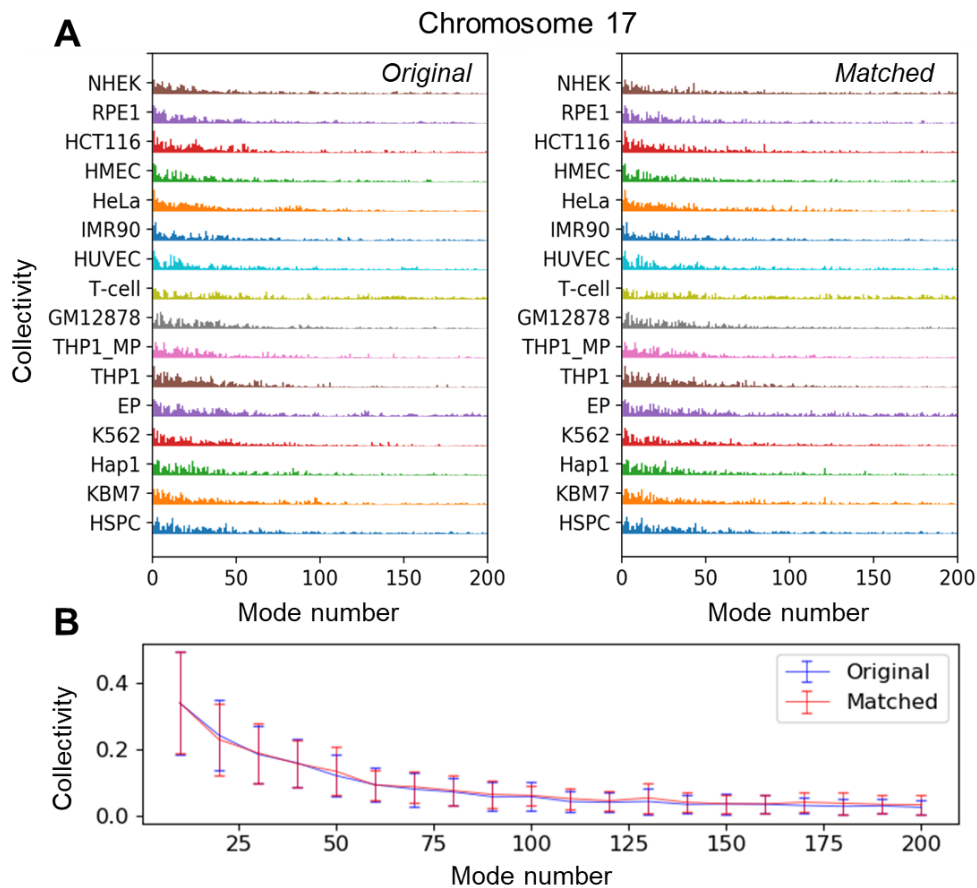 Chromosome 17
A
Original
Matched
Collectivity
NHEK
RPE1
HCT116
HMEC
HeLa
IMR90
HUVEC
T-cell
GM12878
THP1_MP
THP1
EP
K562
Hap1
KBM7
HSPC
0 50 100 150 200
Mode number
NHEK
RPE1
HCT116
HMEC
HeLa
IMR90
HUVEC
T-cell
GM12878
THP1_MP
THP1
EP
K562
Hap1
KBM7
HSPC
0 50 100 150 200
Mode number
B
Collectivity
0.4
0.2
0.0
Original
Matched
25 50 75 100 125 150 175 200
Mode number